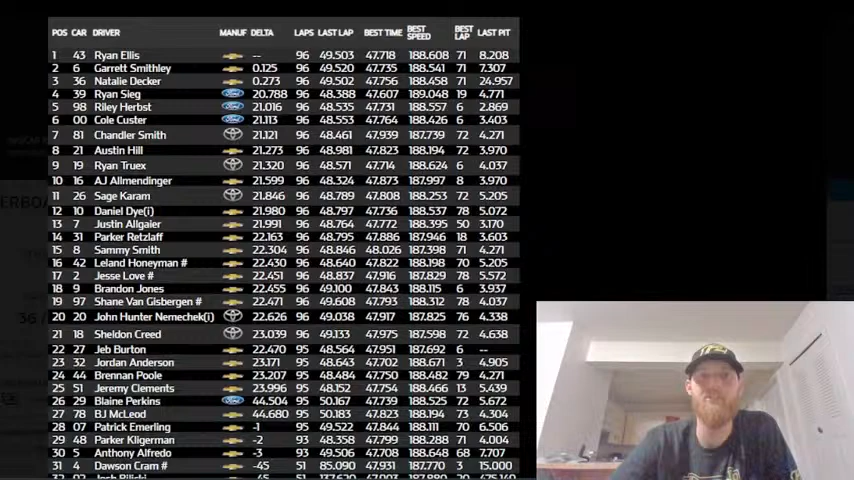 POS CAR DRIVER MANUF DELTA LAPS LAST LAP BEST TIME BEST SPEED BEST LAP LAST PIT
1 43 Ryan Ellis -- 96 49.503 47.718 188.608 71 8.208
2 6 Garrett Smithley 0.125 96 49.520 47.735 188.541 71 7.307
3 36 Natalie Decker 0.273 96 49.502 47.756 188.458 71 24.957
4 39 Ryan Sieg Ford 20.788 96 48.388 47.607 189.048 19 4.771
5 98 Riley Herbst Ford 21.016 96 48.535 47.731 188.557 6 2.869
6 00 Cole Custer Ford 21.113 96 48.553 47.764 188.426 6 3.403
7 81 Chandler Smith 21.121 96 48.461 47.939 187.739 72 4.271
8 21 Austin Hill 21.273 96 48.981 47.823 188.194 72 3.970
9 19 Ryan Truex 21.320 96 48.571 47.714 188.624 6 4.037
10 16 AJ Allmendinger 21.599 96 48.324 47.873 187.997 8 3.970
11 26 Sage Karam 21.846 96 48.789 47.808 188.253 72 5.205
12 10 Daniel Dye(i) 21.980 96 48.797 47.736 188.537 78 5.072
13 7 Justin Allgaier 21.991 96 48.764 47.772 188.395 50 3.170
14 31 Parker Retzlaff 22.163 96 48.795 47.886 187.946 18 3.603
15 8 Sammy Smith 22.304 96 48.846 48.026 187.398 71 4.271
16 42 Leland Honeyman # 22.430 96 48.640 47.822 188.198 70 5.205
17 2 Jesse Love # 22.451 96 48.837 47.916 187.829 78 5.572
18 9 Brandon Jones 22.455 96 49.100 47.843 188.115 6 3.937
19 97 Shane Van Gisbergen # 22.471 96 49.608 47.793 188.312 78 4.037
20 20 John Hunter Nemechek(i) 22.626 96 49.038 47.917 187.825 76 4.338
21 18 Sheldon Creed 23.039 96 49.133 47.975 187.598 72 4.638
22 27 Jeb Burton 22.470 95 48.564 47.951 187.692 6 --
23 32 Jordan Anderson 23.171 95 48.643 47.702 188.671 3 4.905
24 44 Brennan Poole 23.207 95 48.484 47.750 188.482 79 4.271
25 51 Jeremy Clements 23.996 95 48.152 47.754 188.466 13 5.439
26 29 Blaine Perkins Ford 44.504 95 50.167 47.739 188.525 72 5.672
27 78 BJ McLeod 44.680 95 50.183 47.823 188.194 73 4.304
28 07 Patrick Emerling -1 95 49.522 47.844 188.111 70 6.506
29 48 Parker Kligerman -2 93 48.358 47.799 188.288 71 4.004
30 5 Anthony Alfredo -3 93 49.506 47.708 188.648 68 7.707
31 4 Dawson Cram # -45 51 85.090 47.931 187.770 3 15.000